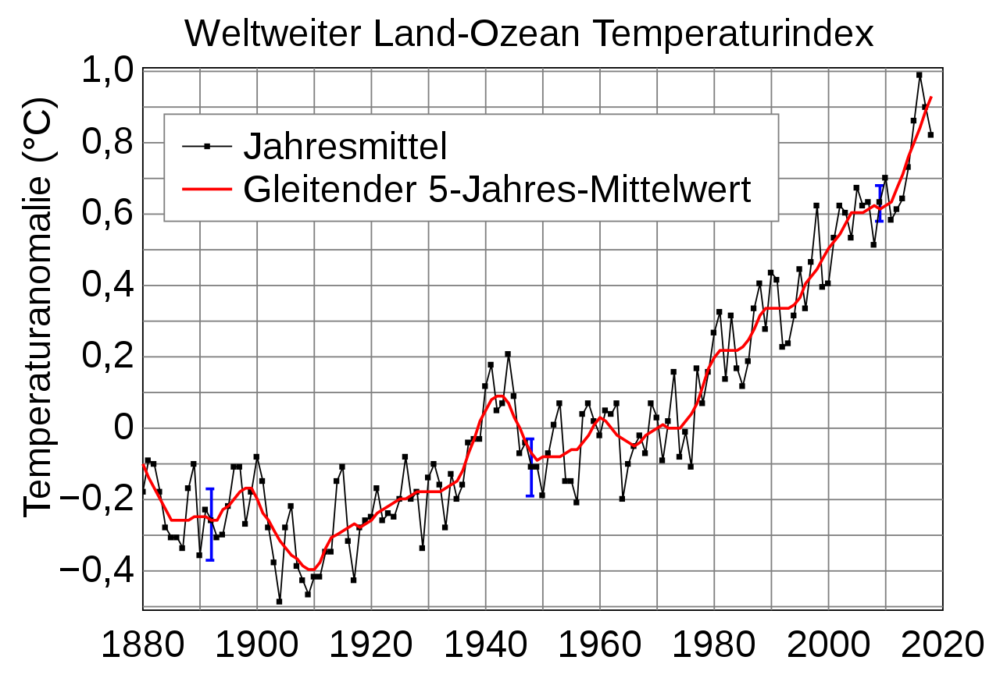 Weltweiter Land-Ozean Temperaturindex
Temperaturanomalie (°C)
1,0
0,8
0,6
0,4
0,2
0
−0,2
−0,4
Jahresmittel
Gleitender 5-Jahres-Mittelwert
1880 1900 1920 1940 1960 1980 2000 2020